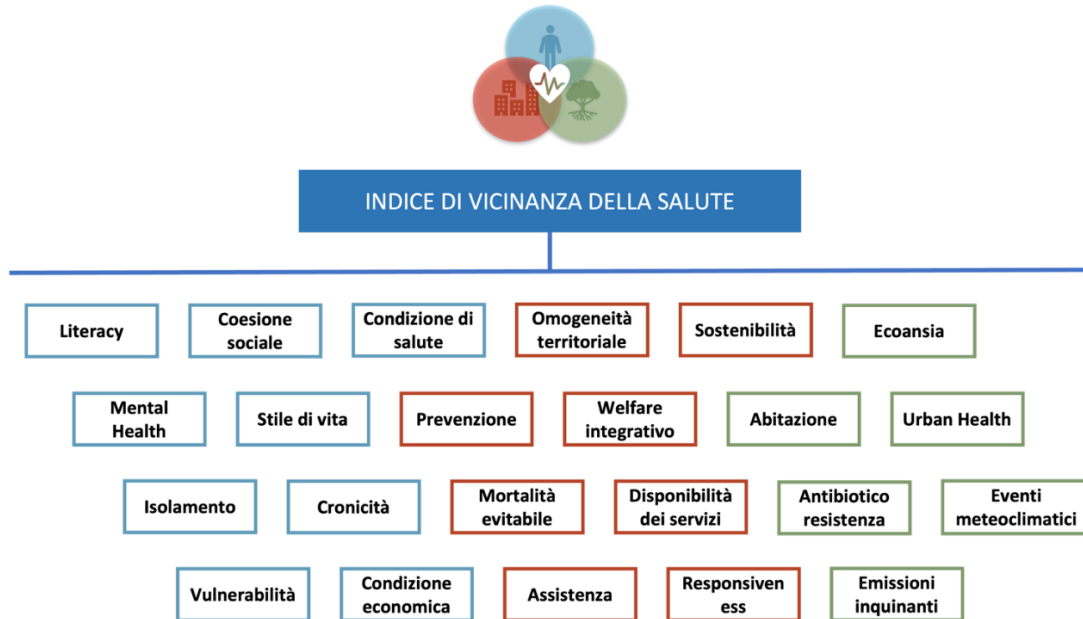 INDICE DI VICINANZA DELLA SALUTE
Literacy
Coesione
sociale
Condizione di
salute
Omogeneità
territoriale
Sostenibilità
Ecoansia
Mental
Health
Stile di vita
Prevenzione
Welfare
integrativo
Abitazione
Urban Health
Isolamento
Cronicità
Mortalità
evitabile
Disponibilità
dei servizi
Antibiotico
resistenza
Eventi
meteoclimatici
Vulnerabilità
Condizione
economica
Assistenza
Responsiven
ess
Emissioni
inquinanti